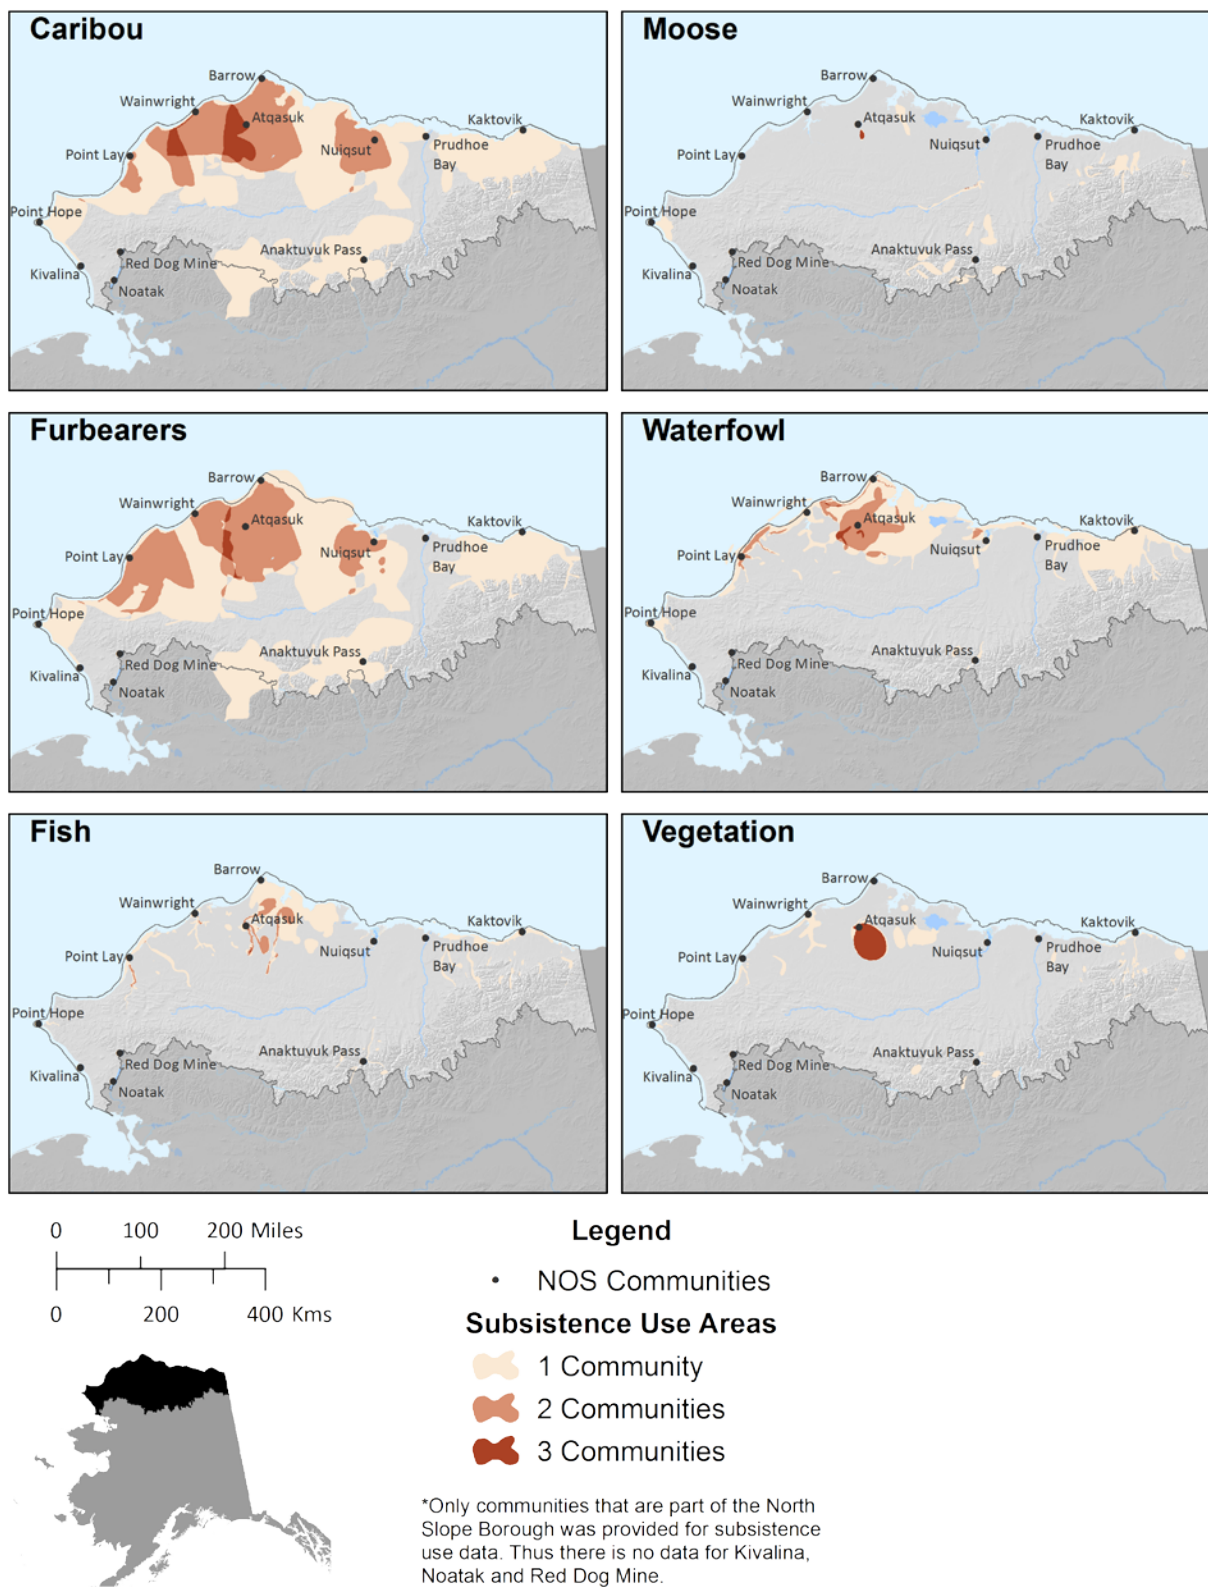 Caribou
Barrow
Wainwright
Atqasuk
Kaktovik
Point Lay
Nuiqsut
Prudhoe
Bay
Point Hope
Anaktuvuk Pass
Red Dog Mine
Kivalina
Noatak
Moose
Barrow
Wainwright
Atqasuk
Kaktovik
Point Lay
Nuiqsut
Prudhoe
Bay
Point Hope
Anaktuvuk Pass
Red Dog Mine
Kivalina
Noatak
Furbearers
Barrow
Wainwright
Atqasuk
Kaktovik
Point Lay
Nuiqsut
Prudhoe
Bay
Point Hope
Anaktuvuk Pass
Red Dog Mine
Kivalina
Noatak
Waterfowl
Barrow
Wainwright
Atqasuk
Kaktovik
Point Lay
Nuiqsut
Prudhoe
Bay
Point Hope
Anaktuvuk Pass
Red Dog Mine
Kivalina
Noatak
Fish
Barrow
Wainwright
Atqasuk
Kaktovik
Point Lay
Nuiqsut
Prudhoe
Bay
Point Hope
Anaktuvuk Pass
Red Dog Mine
Kivalina
Noatak
Vegetation
Barrow
Wainwright
Atqasuk
Kaktovik
Point Lay
Nuiqsut
Prudhoe
Bay
Point Hope
Anaktuvuk Pass
Red Dog Mine
Kivalina
Noatak
0 100 200 Miles
0 200 400 Kms
Legend
NOS Communities
Subsistence Use Areas
1 Community
2 Communities
3 Communities
*Only communities that are part of the North
Slope Borough was provided for subsistence
use data. Thus there is no data for Kivalina,
Noatak and Red Dog Mine.